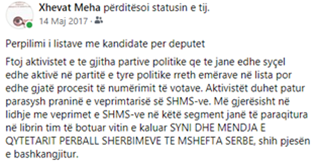 Xhevat Meha përditësoi statusin e tij.
14 Maj 2017
Perpilimi i listave me kandidate per deputet
Ftoj aktivistet e te gjitha partive politike qe te jane edhe syçel
edhe aktivë në partitë e tyre politike rreth emërave në lista por
edhe gjatë procesit të numërimit të votave. Aktivistët duhet patur
parasysh praninë e veprimtarisë së SHMS-ve. Më gjerësisht në
lidhje me veprimet e SHMS-ve në këtë segment janë të paraqitura
në librin tim të botuar vitin e kaluar SYNI DHE MENDJA E
QYTETARIT PERBALL SHERBIMEVE TE MSHEFTA SERBE, shih pjesën
e bashkangjitur.